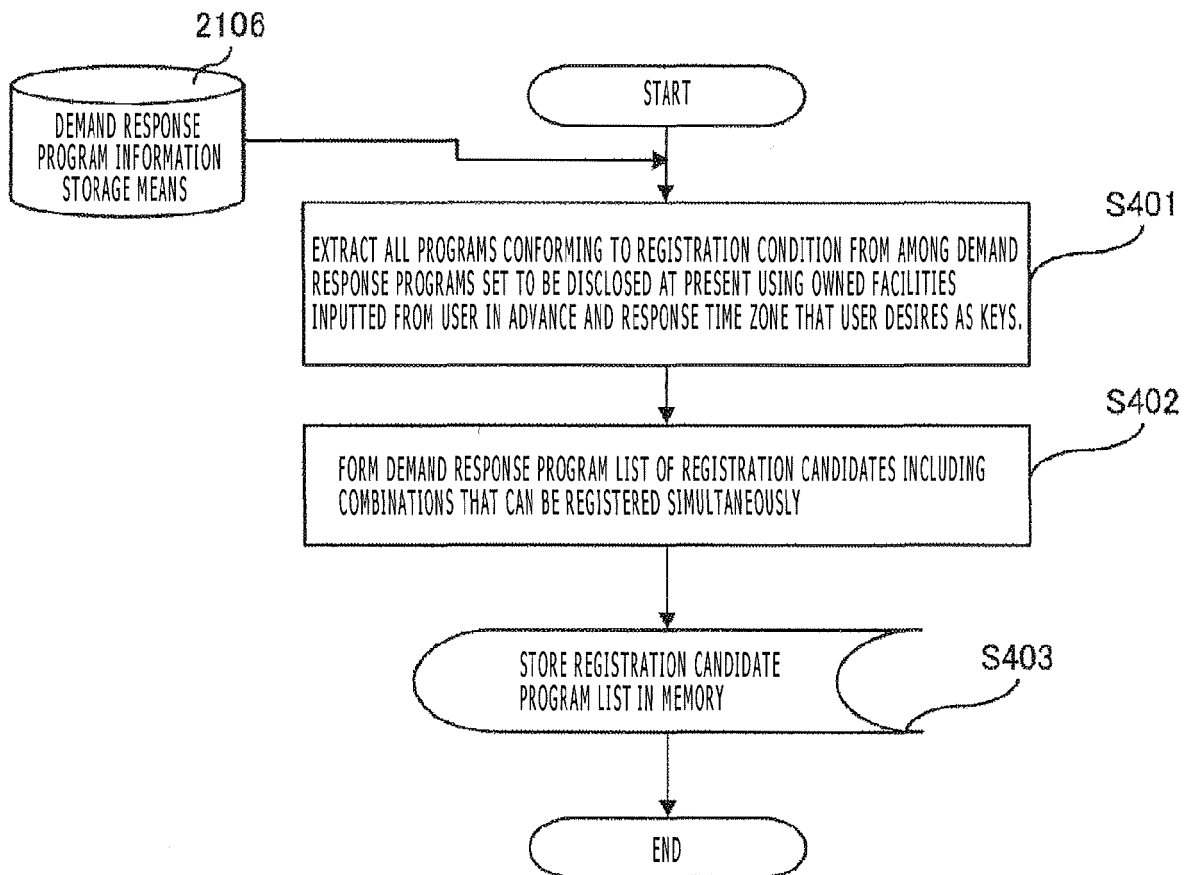 2106
DEMAND RESPONSE
PROGRAM INFORMATION
STORAGE MEANS
START
S401
EXTRACT ALL PROGRAMS CONFORMING TO REGISTRATION CONDITION FROM AMONG DEMAND
RESPONSE PROGRAMS SET TO BE DISCLOSED AT PRESENT USING OWNED FACILITIES
INPUTTED FROM USER IN ADVANCE AND RESPONSE TIME ZONE THAT USER DESIRES AS KEYS.
S402
FORM DEMAND RESPONSE PROGRAM LIST OF REGISTRATION CANDIDATES INCLUDING
COMBINATIONS THAT CAN BE REGISTERED SIMULTANEOUSLY
S403
STORE REGISTRATION CANDIDATE
PROGRAM LIST IN MEMORY
END